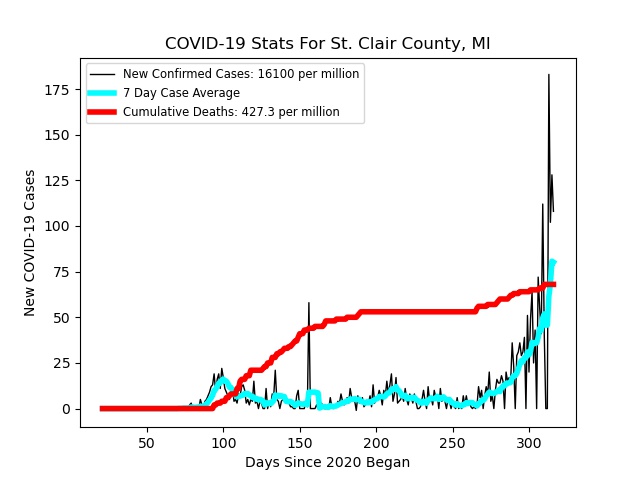 COVID-19 Stats For St. Clair County, MI
New Confirmed Cases: 16100 per million
7 Day Case Average
Cumulative Deaths: 427.3 per million
New COVID-19 Cases
175
150
125
100
75
50
25
0
50 100 150 200 250 300
Days Since 2020 Began